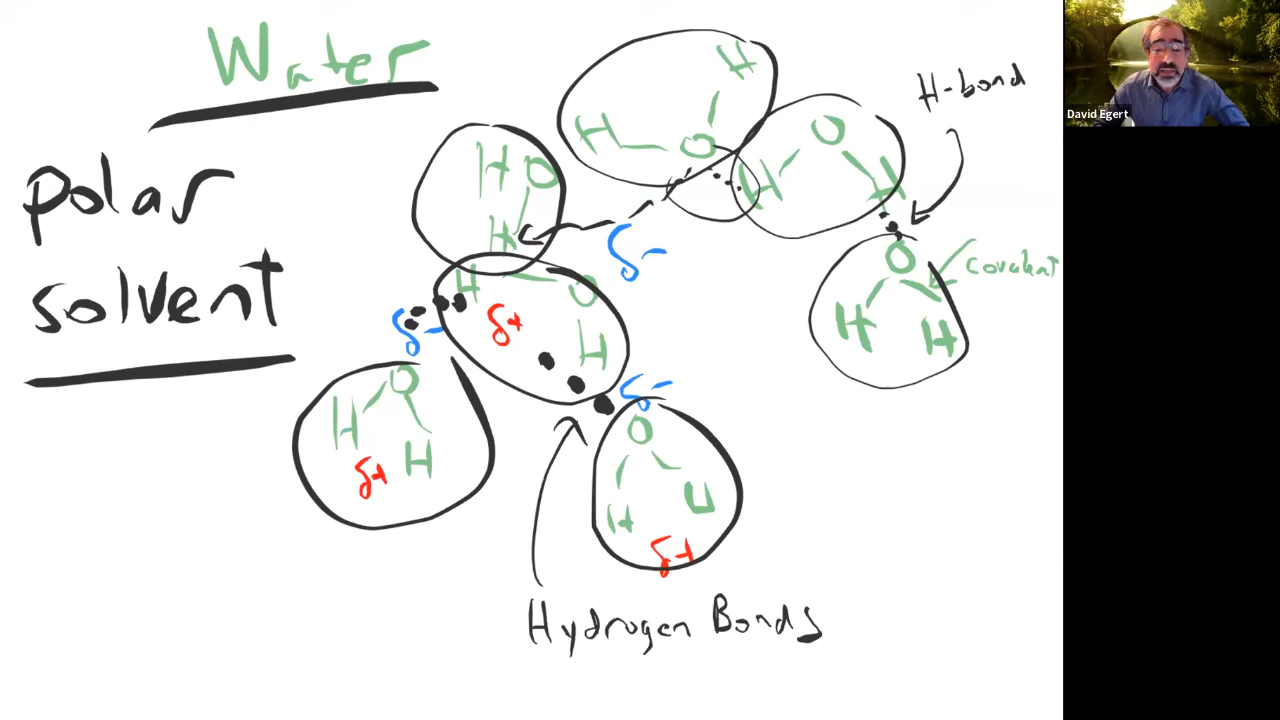 Water
polar
solvent
H-bond
David Egert
H
H
O
O
H
H
H O
H
δ-
O
covalent
H
H
H
O
δ+
H
δ-
δ-
O
H
H
δ+
O
H
H
δ+
Hydrogen Bonds